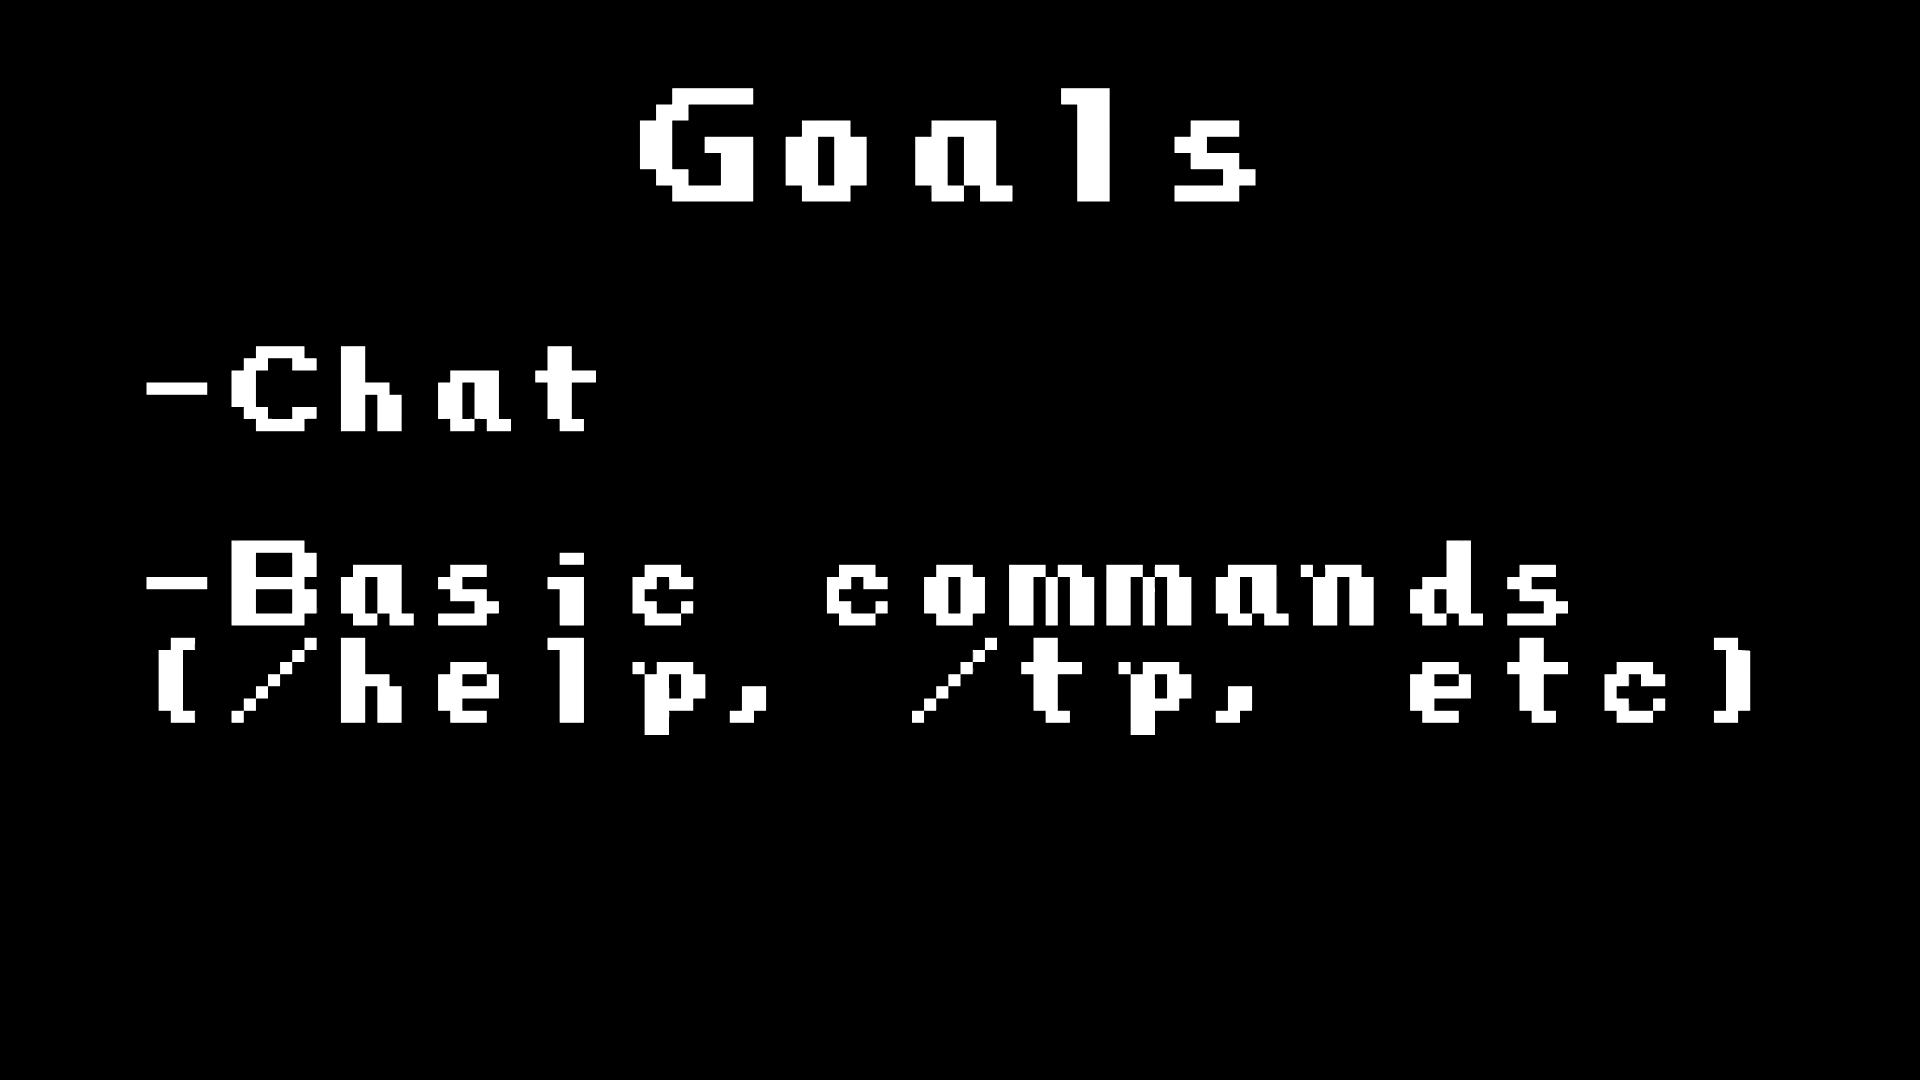 Goals
-Chat
-Basic commands
(/help, /tp, etc)